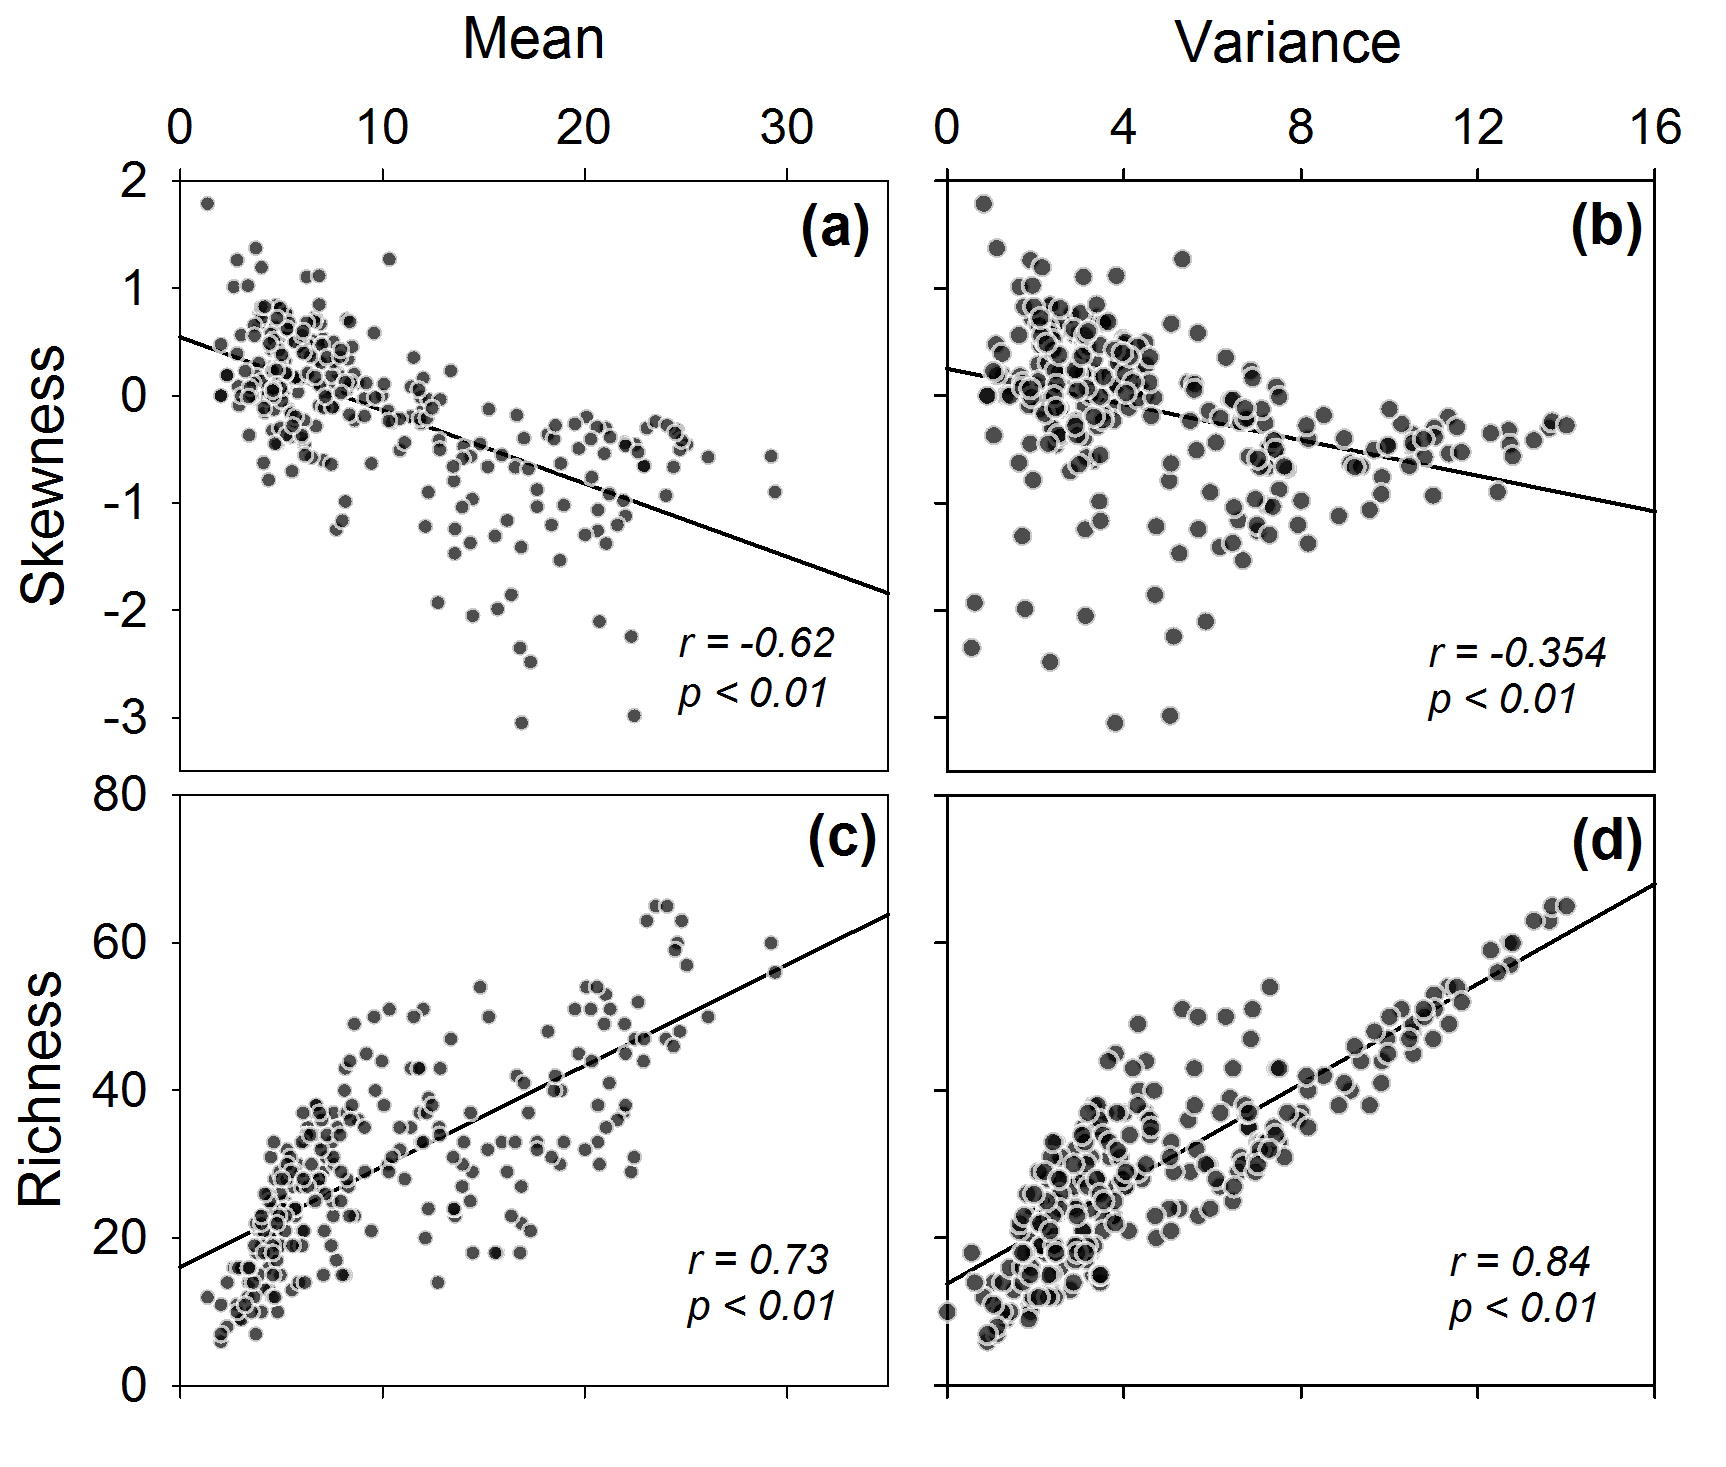 Mean
Variance
0 10 20 30
0 4 8 12 16
2
1
0
-1
-2
-3
Skewness
(a)
r = -0.62
p < 0.01
(b)
r = -0.354
p < 0.01
80
60
40
20
0
Richness
(c)
r = 0.73
p < 0.01
(d)
r = 0.84
p < 0.01